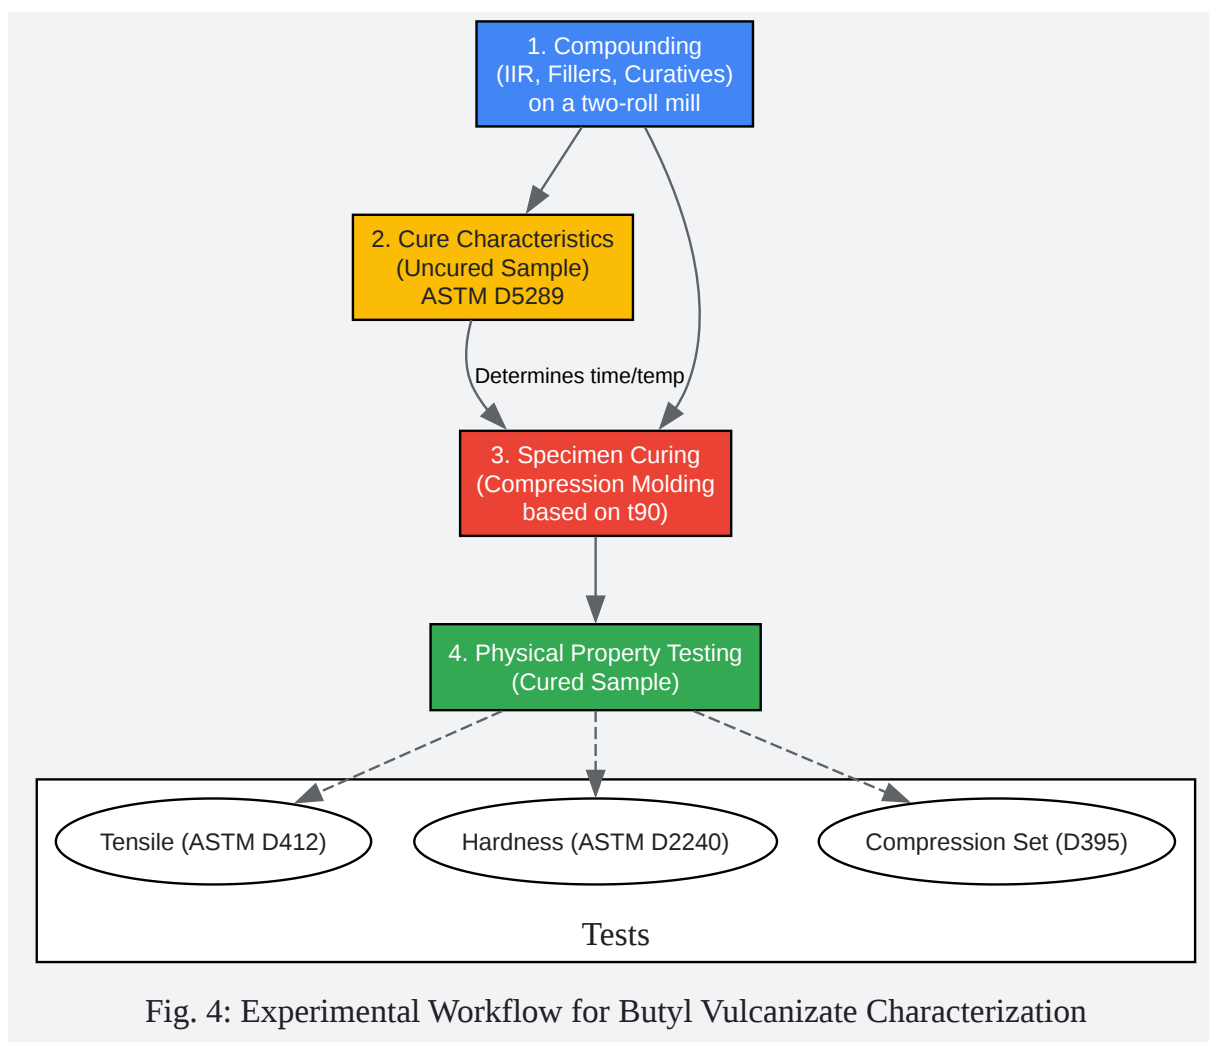 1. Compounding
(IIR, Fillers, Curatives)
on a two-roll mill
2. Cure Characteristics
(Uncured Sample)
ASTM D5289
Determines time/temp
3. Specimen Curing
(Compression Molding
based on t90)
4. Physical Property Testing
(Cured Sample)
Tensile (ASTM D412)
Hardness (ASTM D2240)
Compression Set (D395)
Tests
Fig. 4: Experimental Workflow for Butyl Vulcanizate Characterization